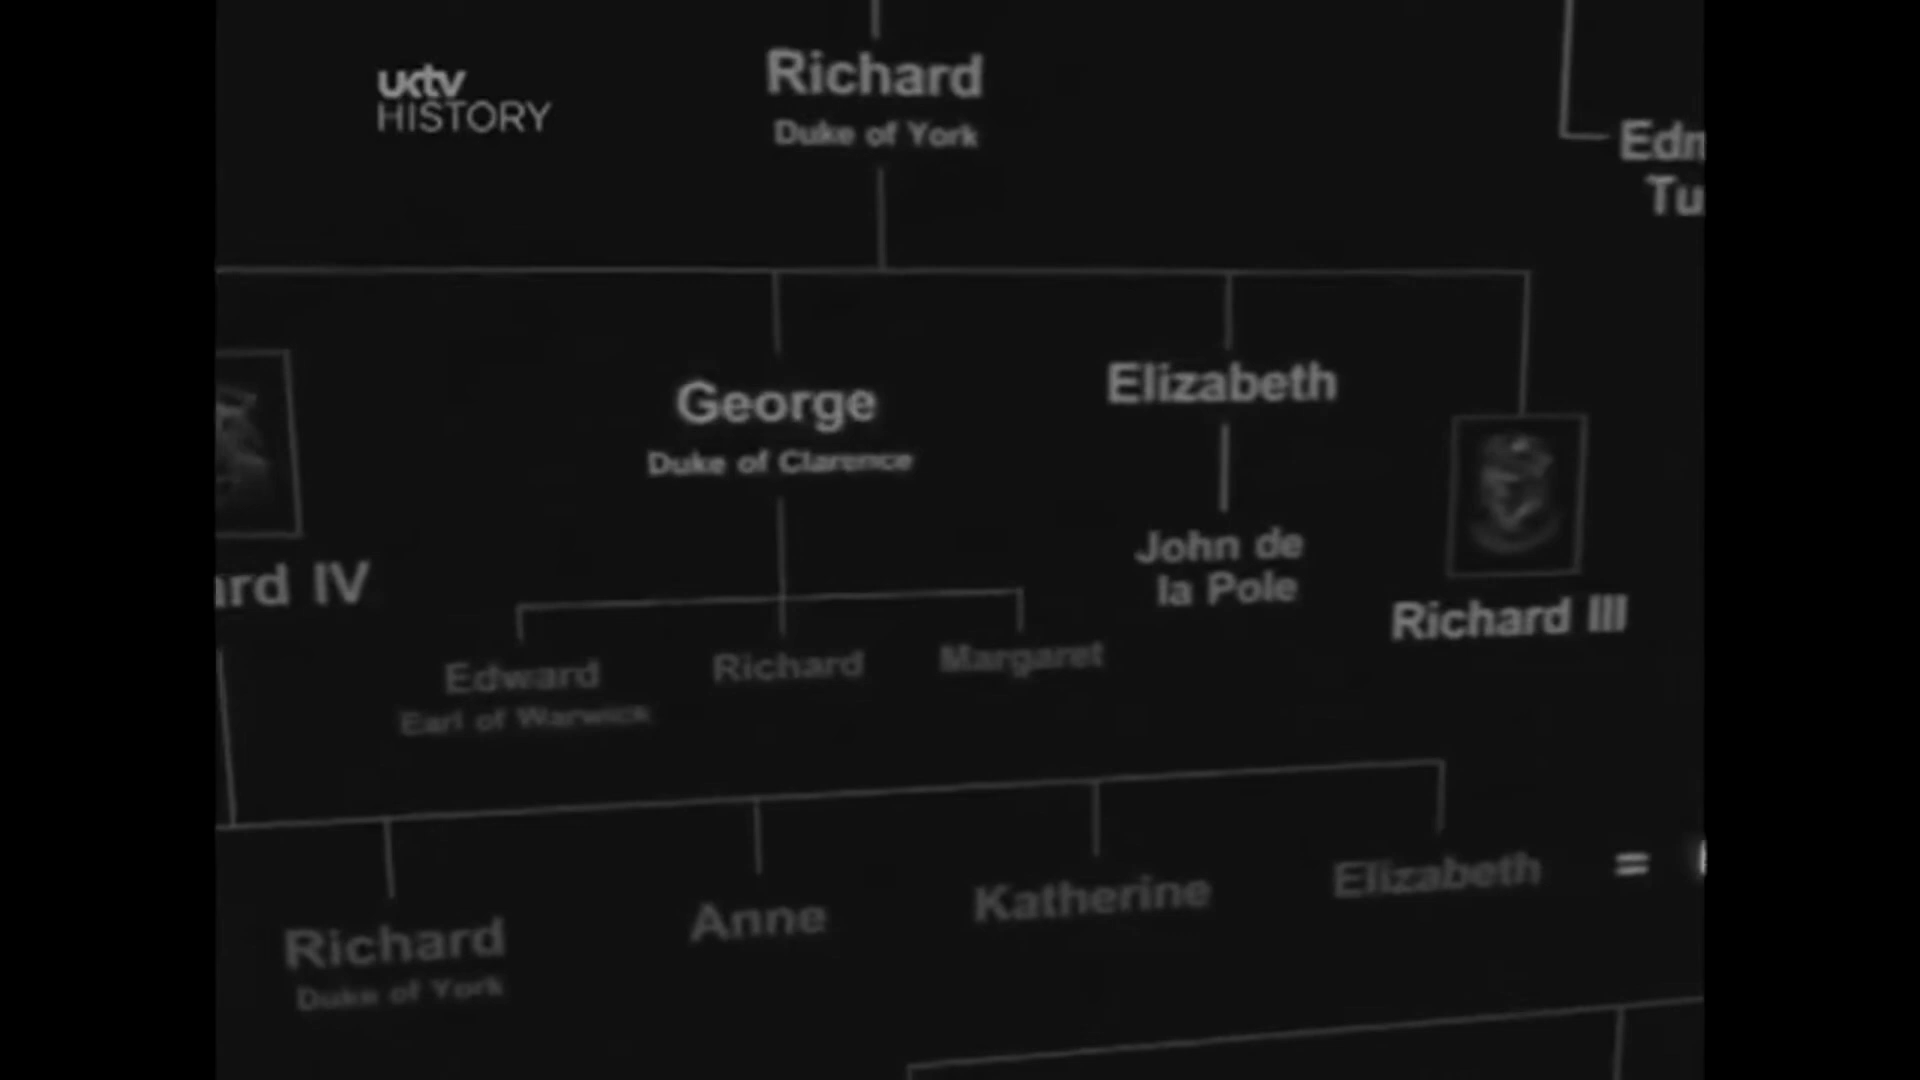 uktv
HISTORY
Richard
Duke of York
Edm
Tu
George
Duke of Clarence
Elizabeth
John de
la Pole
ard IV
Richard III
Edward
Earl of Warwick
Richard
Margaret
Richard
Duke of York
Anne
Katherine
Elizabeth =